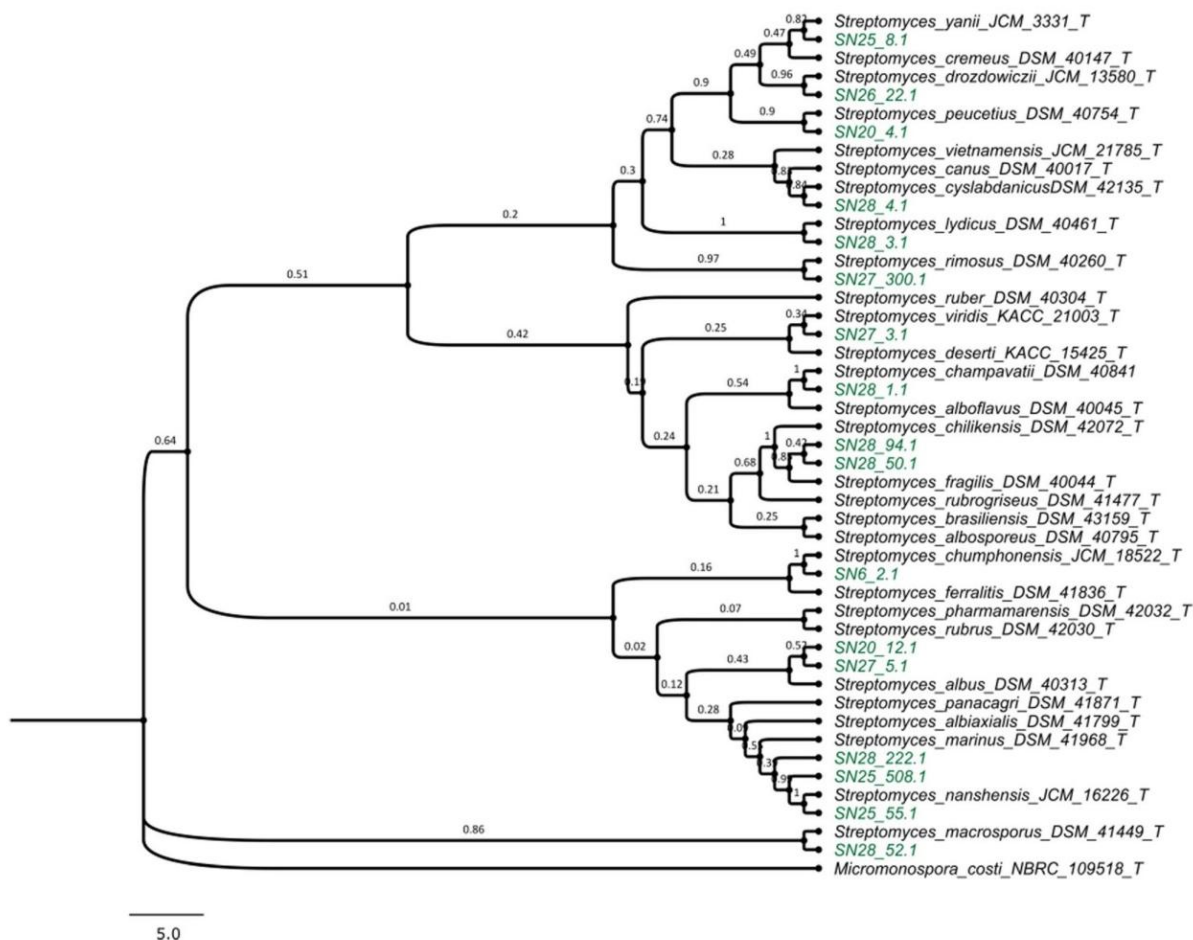 0.82
Streptomyces_yanii_JCM_3331_T
0.47
SN25_8.1
0.49
Streptomyces_cremeus_DSM_40147_T
0.96
Streptomyces_drozdowiczii_JCM_13580_T
0.9
SN26_22.1
0.9
Streptomyces_peucetius_DSM_40754_T
0.74
SN20_4.1
0.28
Streptomyces_vietnamensis_JCM_21785_T
0.3
Streptomyces_canus_DSM_40017_T
0.84
Streptomyces_cyslabdanicusDSM_42135_T
SN28_4.1
0.2
1
Streptomyces_lydicus_DSM_40461_T
SN28_3.1
0.97
Streptomyces_rimosus_DSM_40260_T
0.51
SN27_300.1
Streptomyces_ruber_DSM_40304_T
0.34
Streptomyces_viridis_KACC_21003_T
0.42
0.25
SN27_3.1
Streptomyces_deserti_KACC_15425_T
1
Streptomyces_champavatii_DSM_40841
0.19
0.54
SN28_1.1
Streptomyces_alboflavus_DSM_40045_T
Streptomyces_chilikensis_DSM_42072_T
0.64
0.24
1
0.42
SN28_94.1
0.68
SN28_50.1
Streptomyces_fragilis_DSM_40044_T
0.21
Streptomyces_rubrogriseus_DSM_41477_T
0.25
Streptomyces_brasiliensis_DSM_43159_T
Streptomyces_albosporeus_DSM_40795_T
1
Streptomyces_chumphonensis_JCM_18522_T
0.16
SN6_2.1
Streptomyces_ferralitis_DSM_41836_T
0.01
0.07
Streptomyces_pharmamarensis_DSM_42032_T
Streptomyces_rubrus_DSM_42030_T
0.02
0.52
SN20_12.1
0.43
SN27_5.1
0.12
Streptomyces_albus_DSM_40313_T
0.28
Streptomyces_panacagri_DSM_41871_T
Streptomyces_albiaxialis_DSM_41799_T
Streptomyces_marinus_DSM_41968_T
SN28_222.1
SN25_508.1
1
Streptomyces_nanshensis_JCM_16226_T
SN25_55.1
0.86
Streptomyces_macrosporus_DSM_41449_T
SN28_52.1
Micromonospora_costi_NBRC_109518_T
5.0